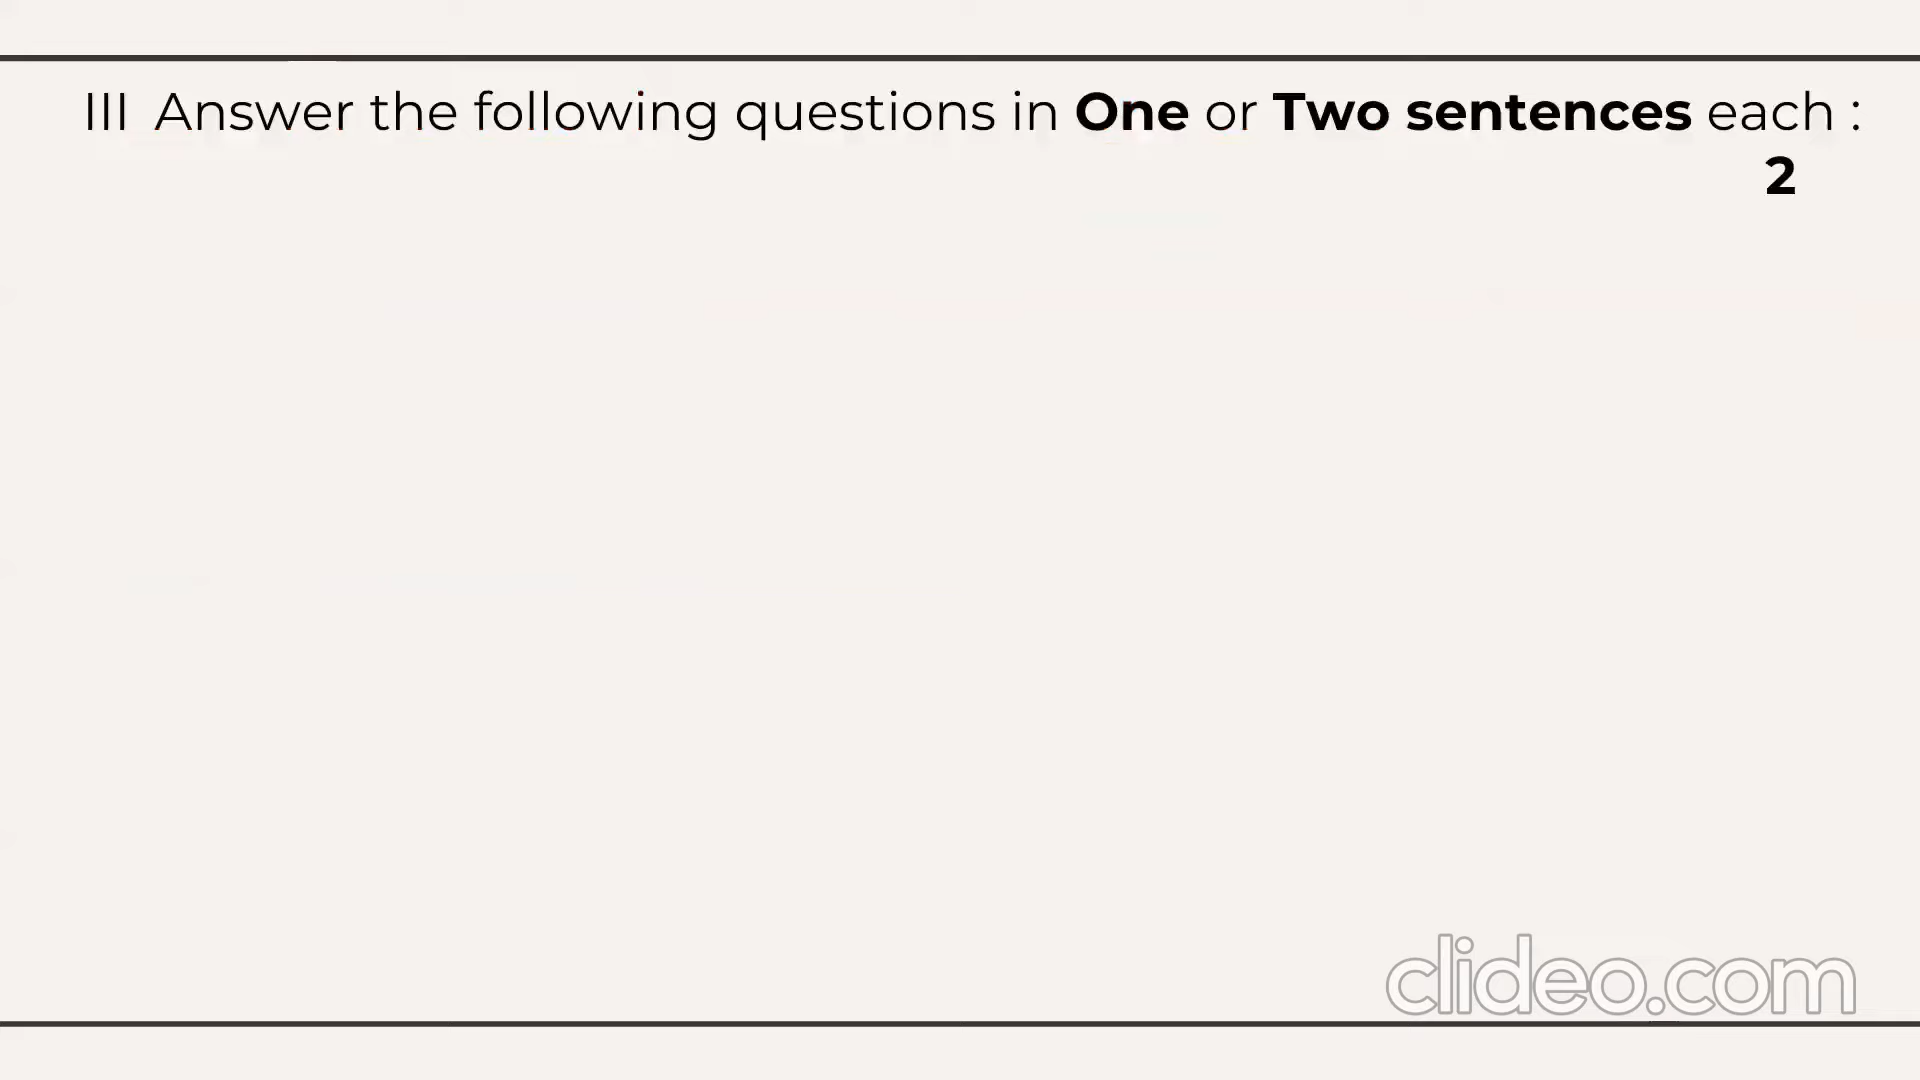 III Answer the following questions in One or Two sentences each :
2
clideo.com